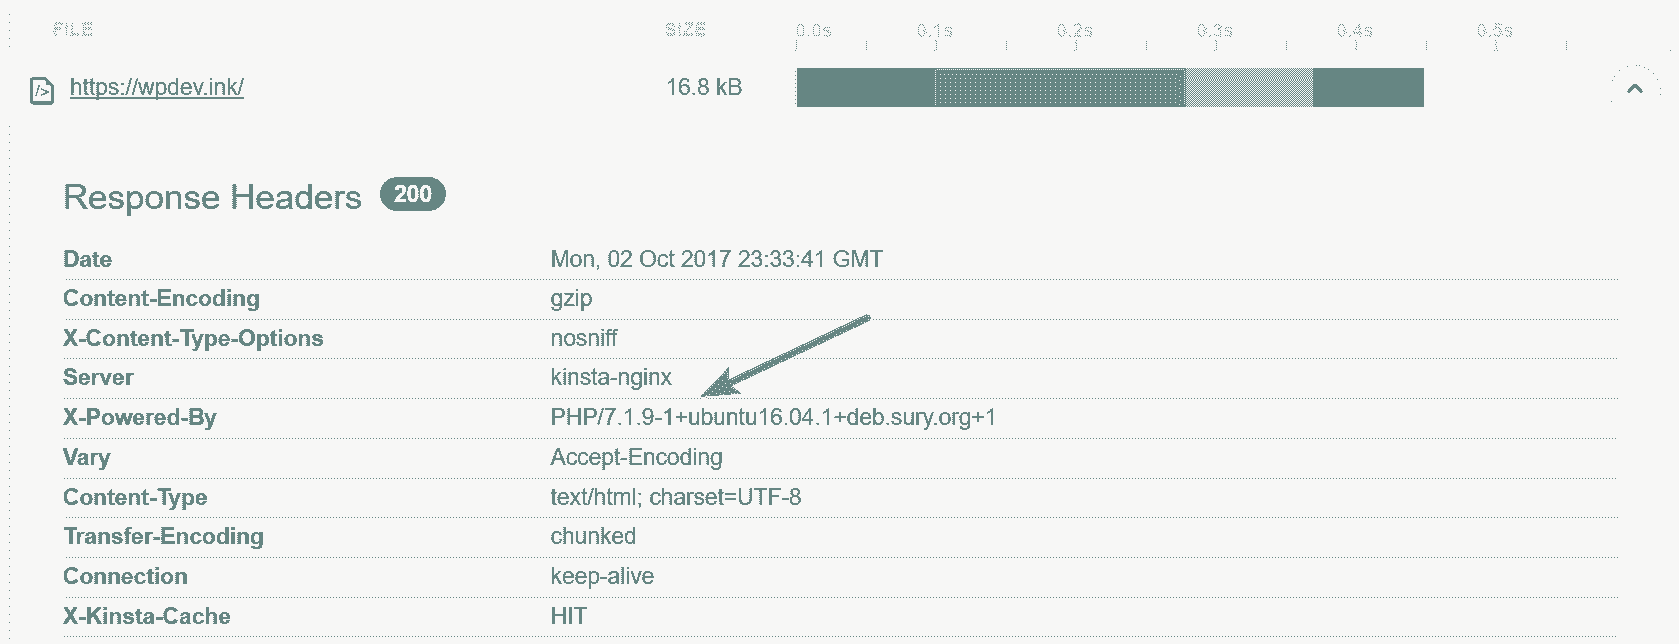 FILE SIZE 0.0s 0.1s 0.2s 0.3s 0.4s 0.5s
https://wpdev.ink/ 16.8 kB
Response Headers 200
Date Mon, 02 Oct 2017 23:33:41 GMT
Content-Encoding gzip
X-Content-Type-Options nosniff
Server kinsta-nginx
X-Powered-By PHP/7.1.9-1+ubuntu16.04.1+deb.sury.org+1
Vary Accept-Encoding
Content-Type text/html; charset=UTF-8
Transfer-Encoding chunked
Connection keep-alive
X-Kinsta-Cache HIT